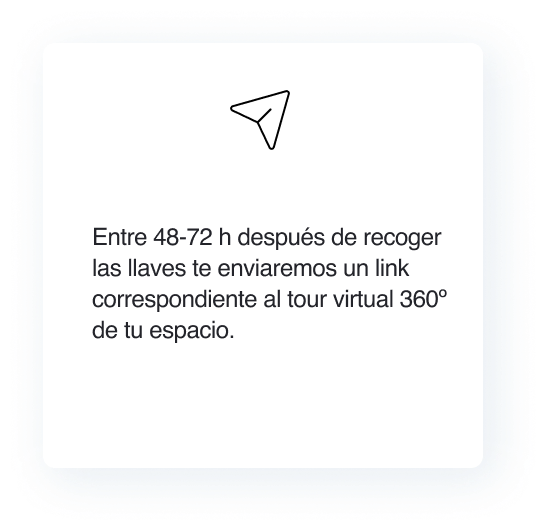 Entre 48-72 h después de recoger
las llaves te enviaremos un link
correspondiente al tour virtual 360º
de tu espacio.